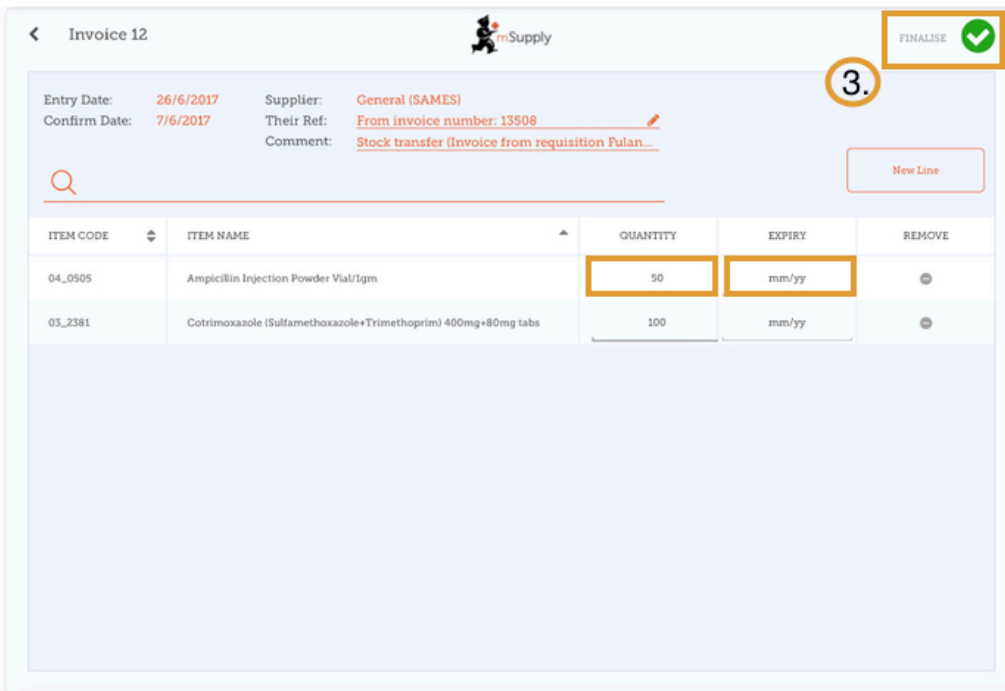 Invoice 12
mSupply
FINALISE
3.
Entry Date: 26/6/2017 Supplier: General (SAMES)
Confirm Date: 7/6/2017 Their Ref: From invoice number: 13508
Comment: Stock transfer (Invoice from requisition Fulan...
New Line
ITEM CODE ITEM NAME QUANTITY EXPIRY REMOVE
04_0505 Ampicillin Injection Powder Vial/1gm 50 mm/yy
03_2381 Cotrimoxazole (Sulfamethoxazole+Trimethoprim) 400mg+80mg tabs 100 mm/yy